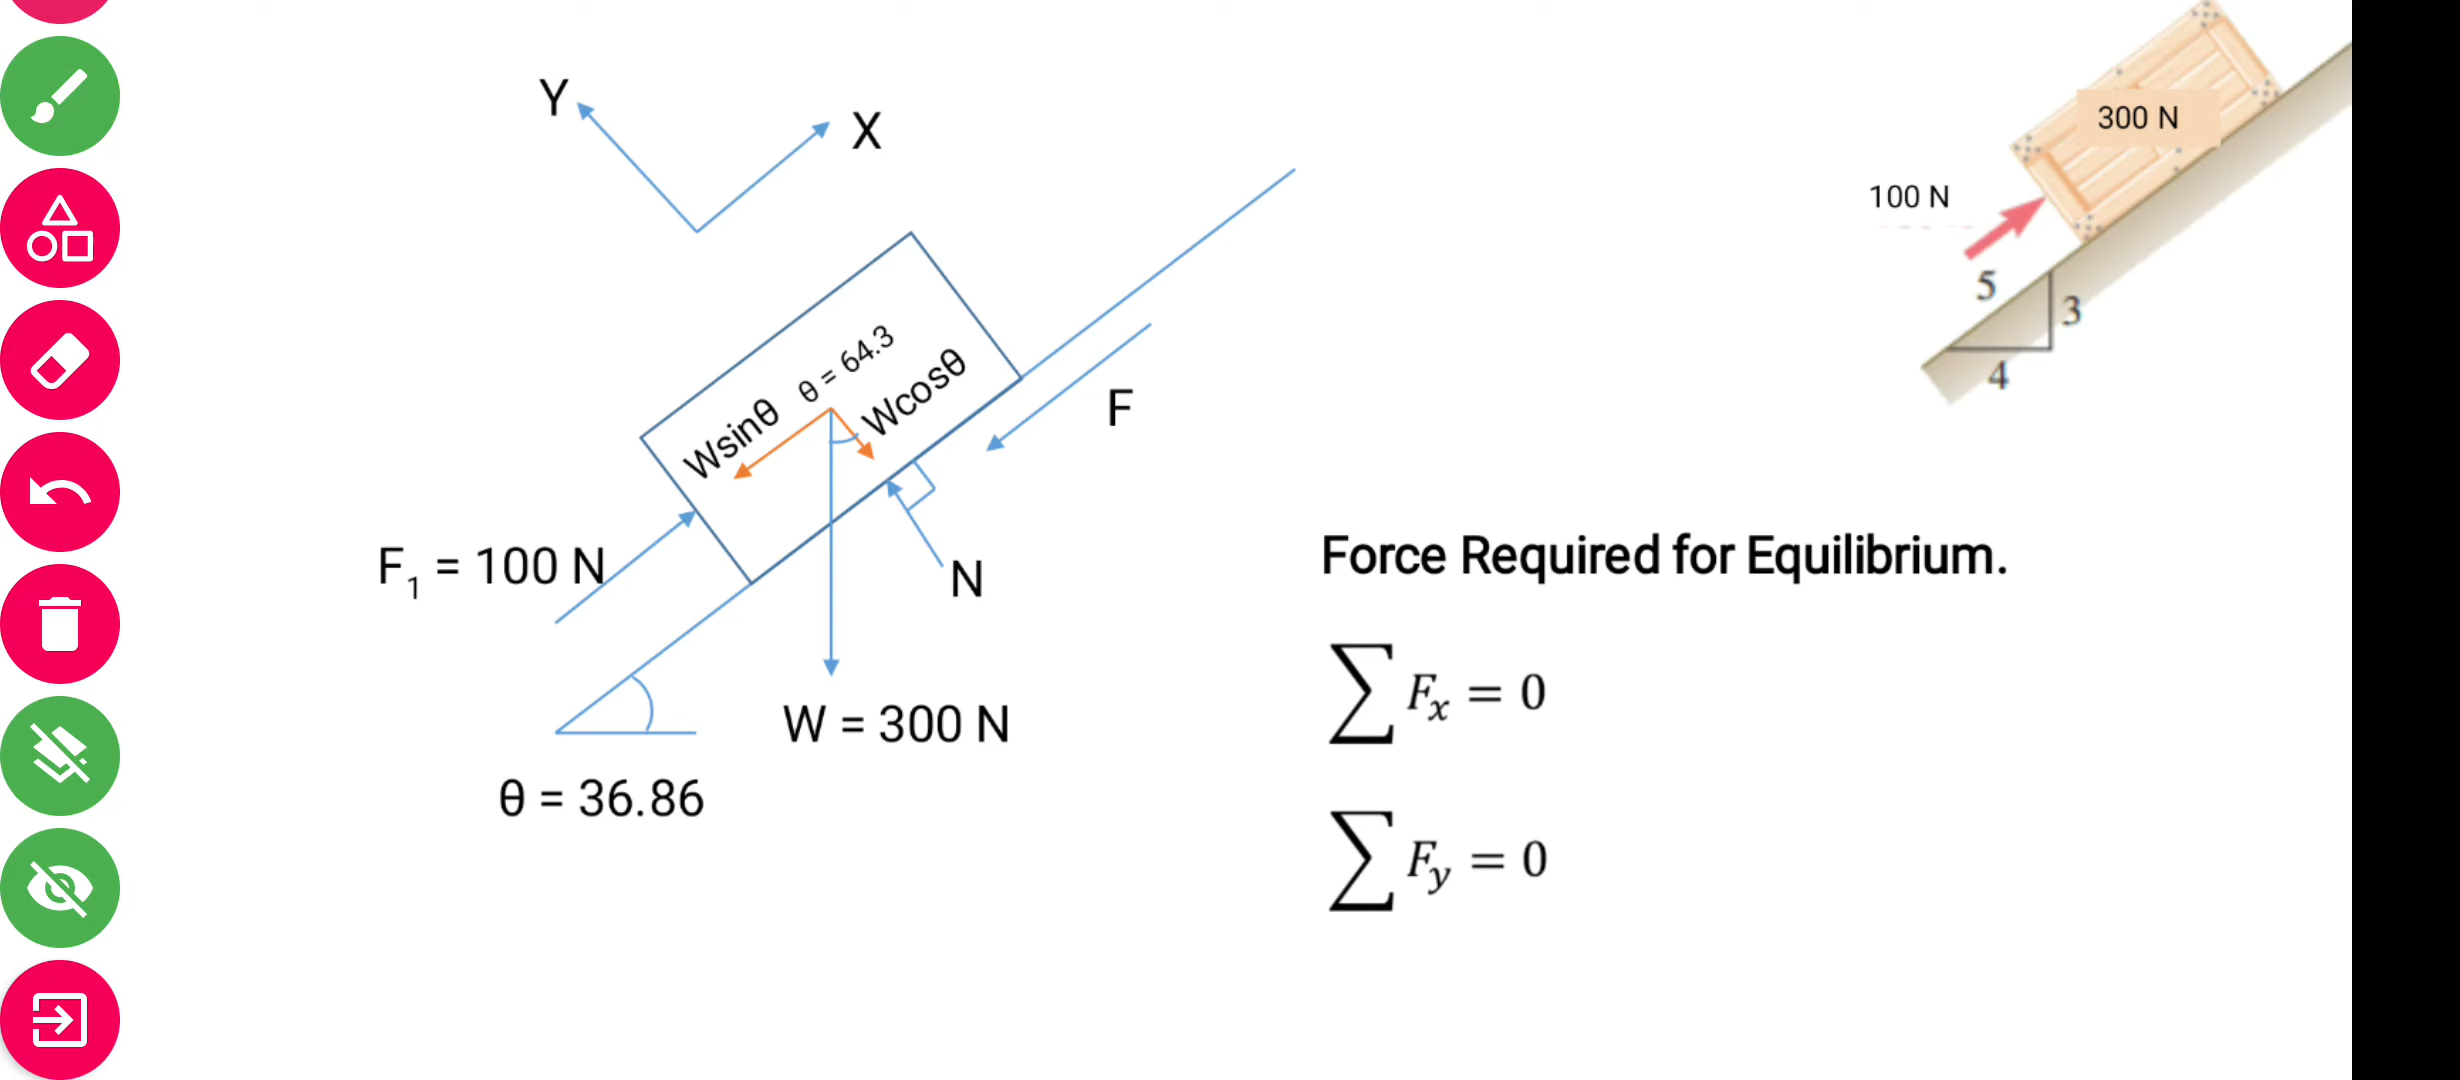 Y
X
300 N
100 N
5
3
4
θ = 64.3
Wsinθ
Wcosθ
F
F₁ = 100 N
N
W = 300 N
θ = 36.86
Force Required for Equilibrium.
∑ Fₓ = 0
∑ F_y = 0